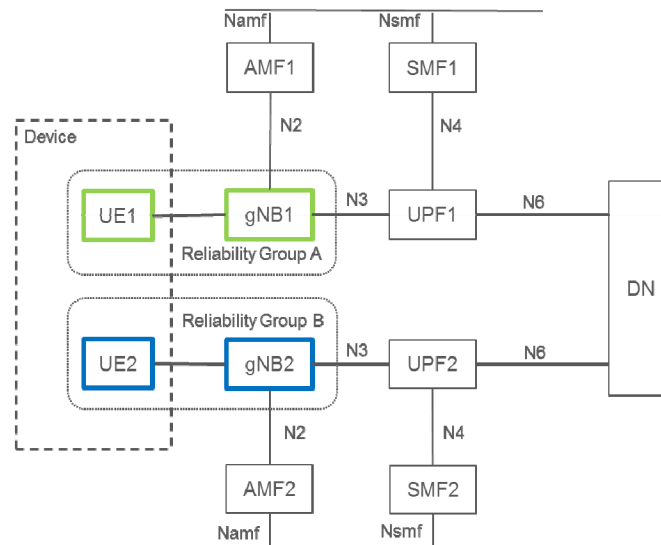 Namf
Nsmf
AMF1
SMF1
N2
N4
Device
UE1
gNB1
N3
UPF1
N6
Reliability Group A
DN
Reliability Group B
UE2
gNB2
N3
UPF2
N6
N2
N4
AMF2
SMF2
Namf
Nsmf